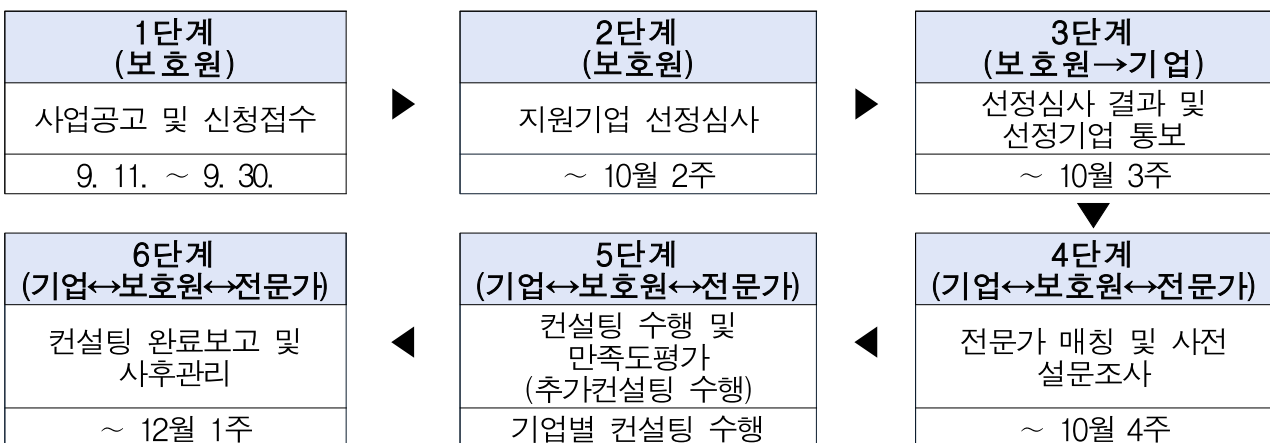 1단계
(보호원)
사업공고 및 신청접수
9. 11. ~ 9. 30.
▶
2단계
(보호원)
지원기업 선정심사
~ 10월 2주
▶
3단계
(보호원→기업)
선정심사 결과 및
선정기업 통보
~ 10월 3주
▼
4단계
(기업↔보호원↔전문가)
전문가 매칭 및 사전
설문조사
~ 10월 4주
◀
5단계
(기업↔보호원↔전문가)
컨설팅 수행 및
만족도평가
(추가컨설팅 수행)
기업별 컨설팅 수행
◀
6단계
(기업↔보호원↔전문가)
컨설팅 완료보고 및
사후관리
~ 12월 1주